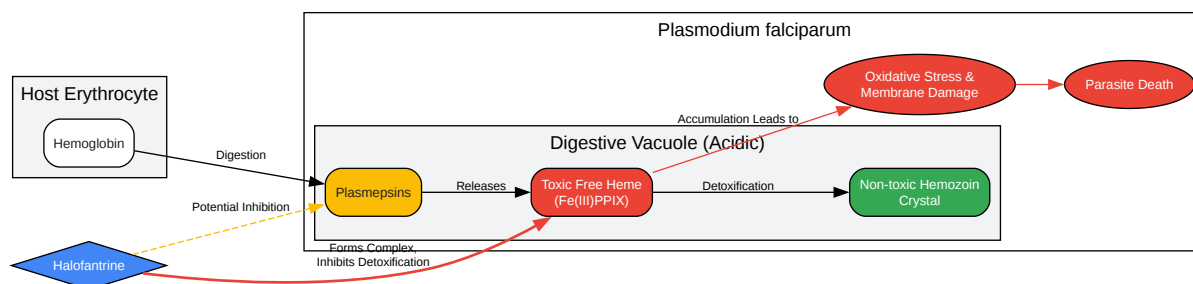 Plasmodium falciparum
Oxidative Stress &
Membrane Damage
Parasite Death
Host Erythrocyte
Hemoglobin
Accumulation Leads to
Digestive Vacuole (Acidic)
Digestion
Plasmepsins
Releases
Toxic Free Heme
(Fe(III)PPIX)
Detoxification
Non-toxic Hemozoin
Crystal
Potential Inhibition
Halofantrine
Forms Complex,
Inhibits Detoxification